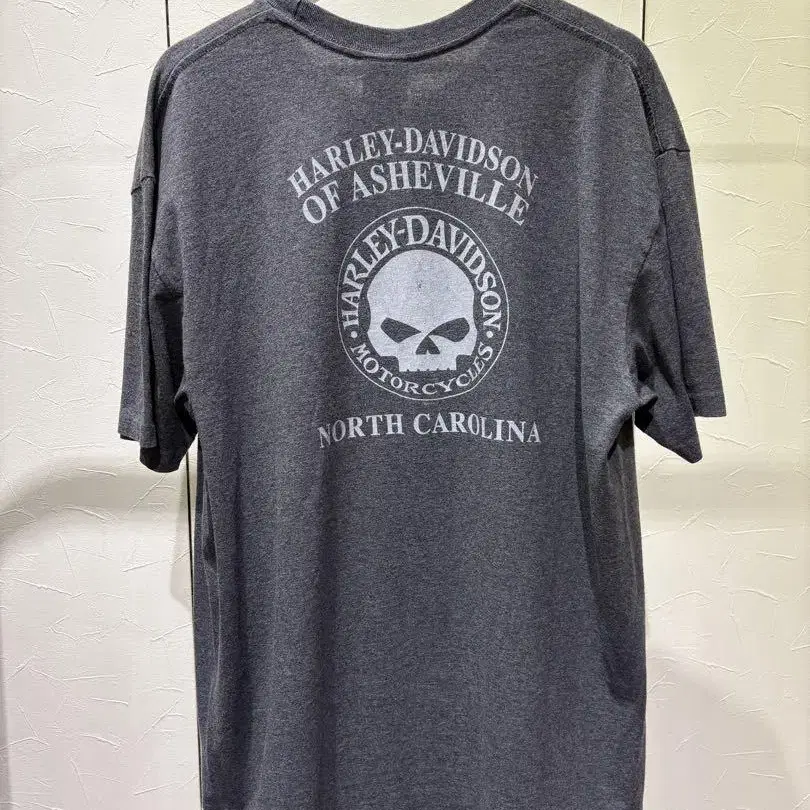 HARLEY-DAVIDSON
OF ASHEVILLE
HARLEY-DAVIDSON
MOTORCYCLES
NORTH CAROLINA